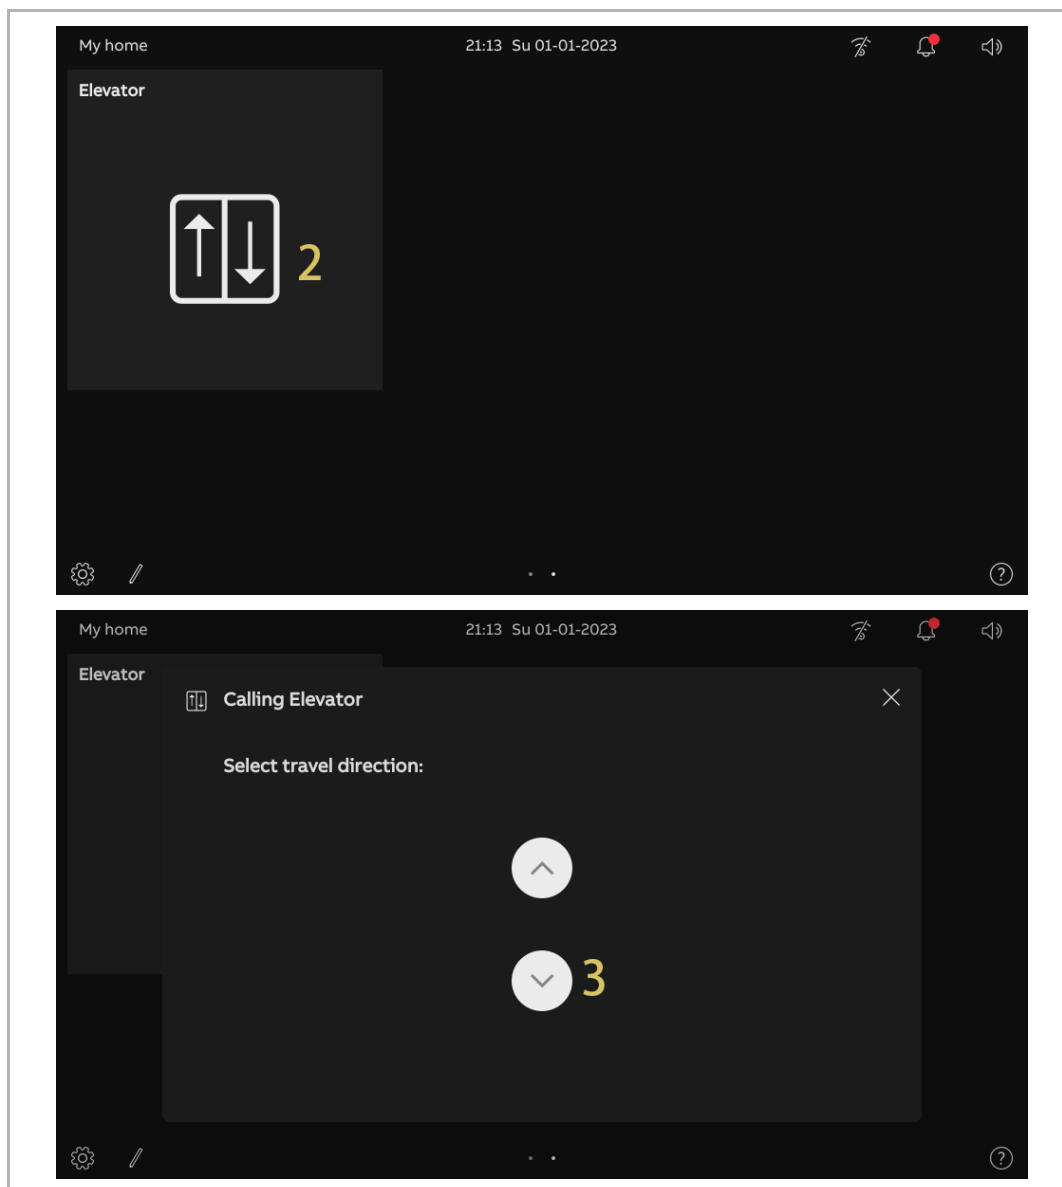 My home 21:13 Su 01-01-2023
Elevator
2
?
My home 21:13 Su 01-01-2023
Elevator
Calling Elevator
Select travel direction:
3
?